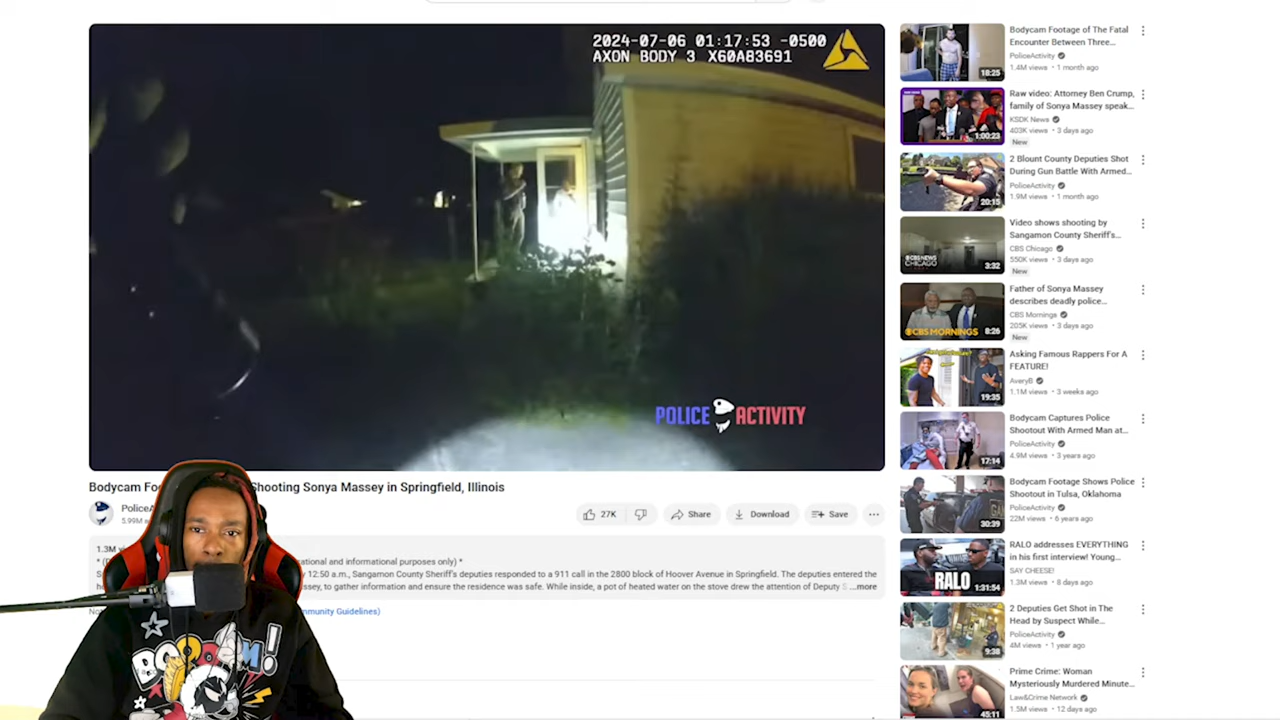 2024-07-06 01:17:53 -0500
AXON BODY 3 X60A83691
POLICE ACTIVITY
Bodycam Shooting Sonya Massey in Springfield, Illinois
27K
Share
Download
Save
12:50 a.m., Sangamon County Sheriff's deputies responded to a 911 call in the 2800 block of Hoover Avenue in Springfield. The deputies entered the
to gather information and ensure the residence was safe. While inside, a pot of heated water on the stove drew the attention of Deputy
...more
and informational purposes only) *
Guidelines)
18:25
Bodycam Footage of The Fatal
Encounter Between Three...
PoliceActivity
1.4M views • 1 month ago
1:00:23
Raw video: Attorney Ben Crump,
family of Sonya Massey speak...
KSDK News
403K views • 3 days ago
New
20:15
2 Blount County Deputies Shot
During Gun Battle With Armed...
PoliceActivity
1.9M views • 1 month ago
CBS NEWS
CHICAGO
3:32
Video shows shooting by
Sangamon County Sheriff's...
CBS Chicago
550K views • 3 days ago
New
CBS MORNINGS
8:26
Father of Sonya Massey
describes deadly police...
CBS Mornings
205K views • 3 days ago
New
19:35
Asking Famous Rappers For A
FEATURE!
AveryB
1.1M views • 3 weeks ago
17:14
Bodycam Captures Police
Shootout With Armed Man at...
PoliceActivity
4.9M views • 3 years ago
30:39
Bodycam Footage Shows Police
Shootout in Tulsa, Oklahoma
PoliceActivity
22M views • 6 years ago
RALO
1:31:54
RALO addresses EVERYTHING
in his first interview! Young...
SAY CHEESE!
1.3M views • 8 days ago
9:38
2 Deputies Get Shot in The
Head by Suspect While...
PoliceActivity
4M views • 1 year ago
45:11
Prime Crime: Woman
Mysteriously Murdered Minute...
Law&Crime Network
1.5M views • 12 days ago